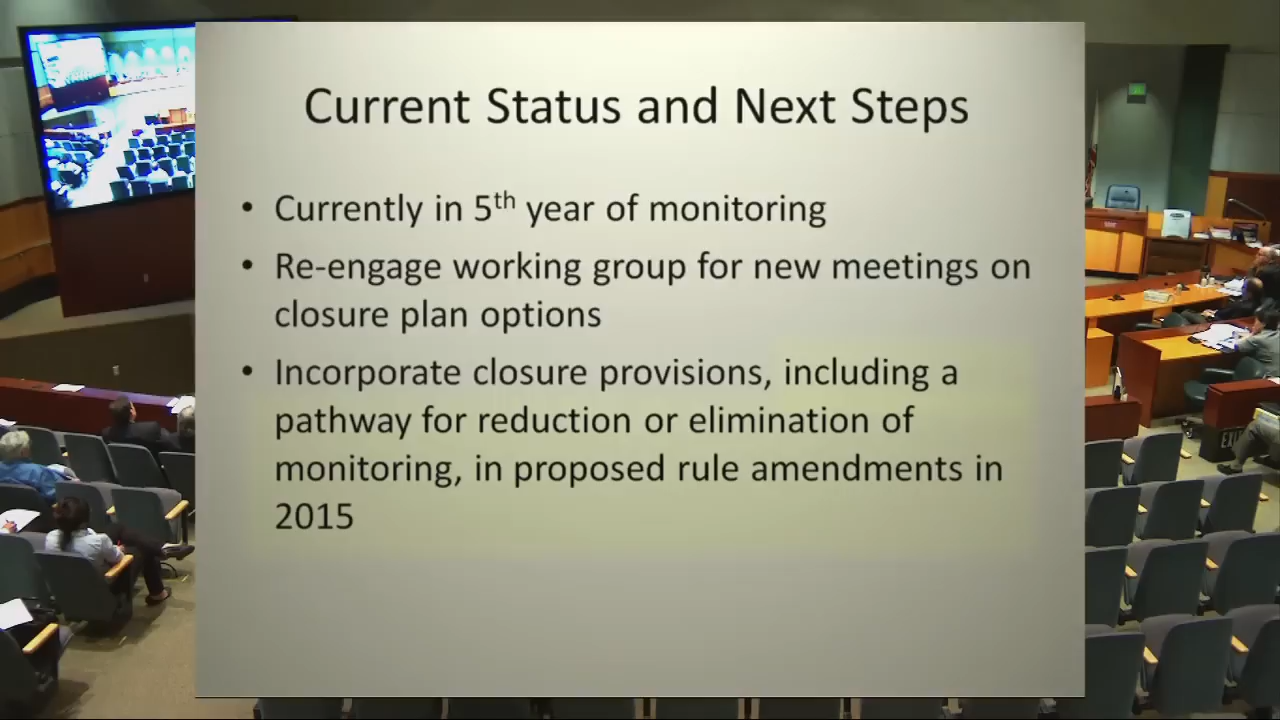 Current Status and Next Steps
• Currently in 5th year of monitoring
• Re-engage working group for new meetings on
closure plan options
• Incorporate closure provisions, including a
pathway for reduction or elimination of
monitoring, in proposed rule amendments in
2015